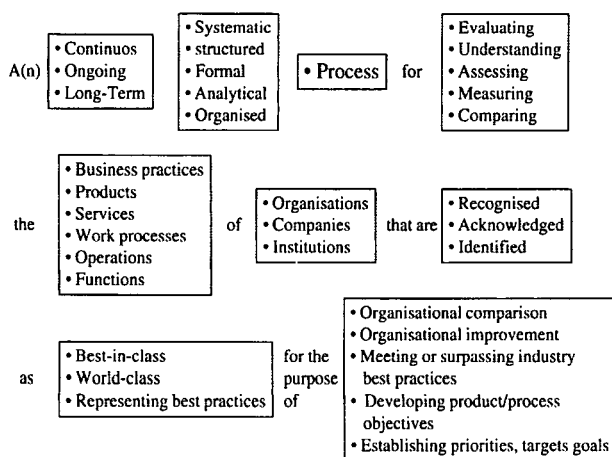 A(n)
• Continuos
• Ongoing
• Long-Term
• Systematic
• structured
• Formal
• Analytical
• Organised
• Process
for
• Evaluating
• Understanding
• Assessing
• Measuring
• Comparing
the
• Business practices
• Products
• Services
• Work processes
• Operations
• Functions
of
• Organisations
• Companies
• Institutions
that are
• Recognised
• Acknowledged
• Identified
as
• Best-in-class
• World-class
• Representing best practices
for the
purpose
of
• Organisational comparison
• Organisational improvement
• Meeting or surpassing industry
best practices
• Developing product/process
objectives
• Establishing priorities, targets goals